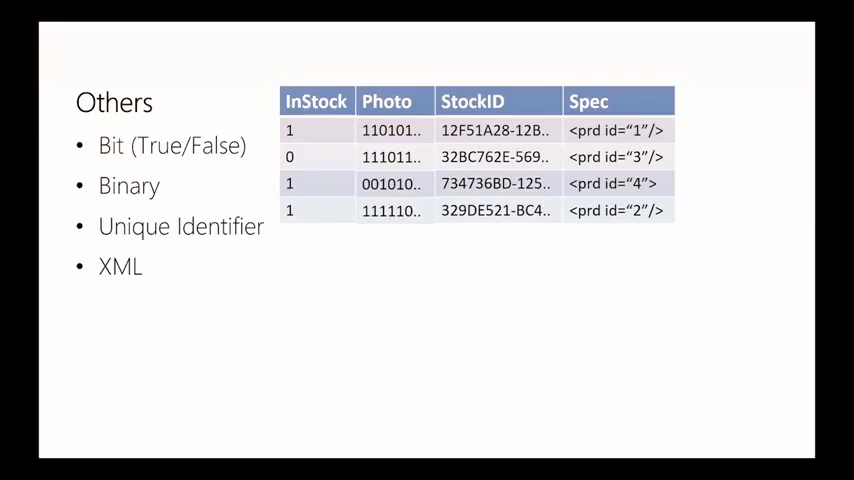 Others
• Bit (True/False)
• Binary
• Unique Identifier
• XML
InStock Photo StockID Spec
1 110101.. 12F51A28-12B.. <prd id=“1”/>
0 111011.. 32BC762E-569.. <prd id=“3”/>
1 001010.. 734736BD-125.. <prd id=“4”>
1 111110.. 329DE521-BC4.. <prd id=“2”/>